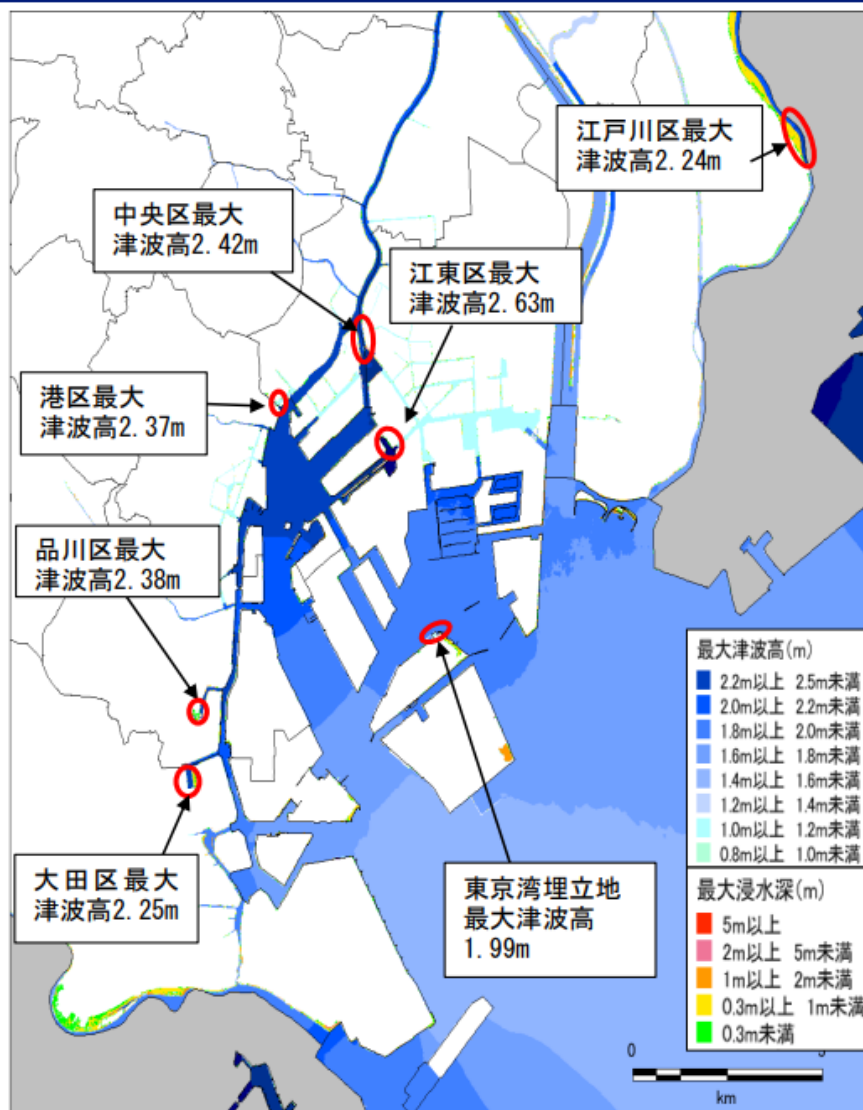 江戸川区最大
津波高2.24m
中央区最大
津波高2.42m
江東区最大
津波高2.63m
港区最大
津波高2.37m
品川区最大
津波高2.38m
大田区最大
津波高2.25m
東京湾埋立地
最大津波高
1.99m
最大津波高(m)
2.2m以上 2.5m未満
2.0m以上 2.2m未満
1.8m以上 2.0m未満
1.6m以上 1.8m未満
1.4m以上 1.6m未満
1.2m以上 1.4m未満
1.0m以上 1.2m未満
0.8m以上 1.0m未満
最大浸水深(m)
5m以上
2m以上 5m未満
1m以上 2m未満
0.3m以上 1m未満
0.3m未満
0
km